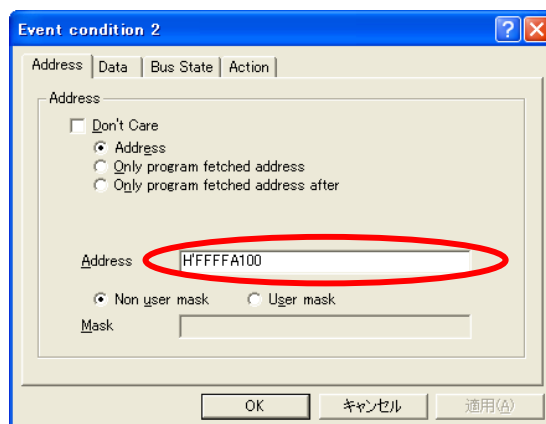 Event condition 2
Address Data Bus State Action
Address
Don't Care
Address
Only program fetched address
Only program fetched address after
Address H'FFFFA100
Non user mask User mask
Mask
OK キャンセル 適用(A)